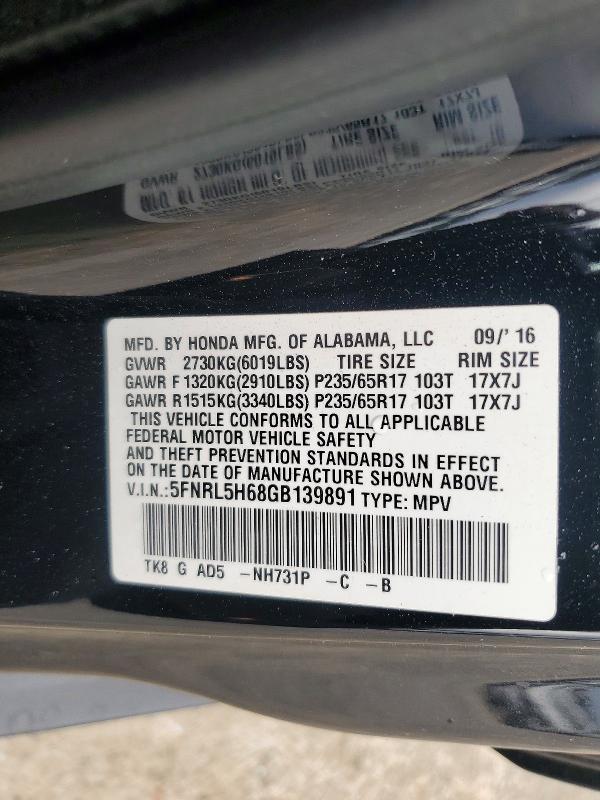 MFD. BY HONDA MFG. OF ALABAMA, LLC 09/' 16
GVWR 2730KG(6019LBS) TIRE SIZE RIM SIZE
GAWR F 1320KG(2910LBS) P235/65R17 103T 17X7J
GAWR R1515KG(3340LBS) P235/65R17 103T 17X7J
THIS VEHICLE CONFORMS TO ALL APPLICABLE
FEDERAL MOTOR VEHICLE SAFETY
AND THEFT PREVENTION STANDARDS IN EFFECT
ON THE DATE OF MANUFACTURE SHOWN ABOVE.
V.I.N.:5FNRL5H68GB139891 TYPE: MPV
TK8 G AD5 -NH731P -C -B